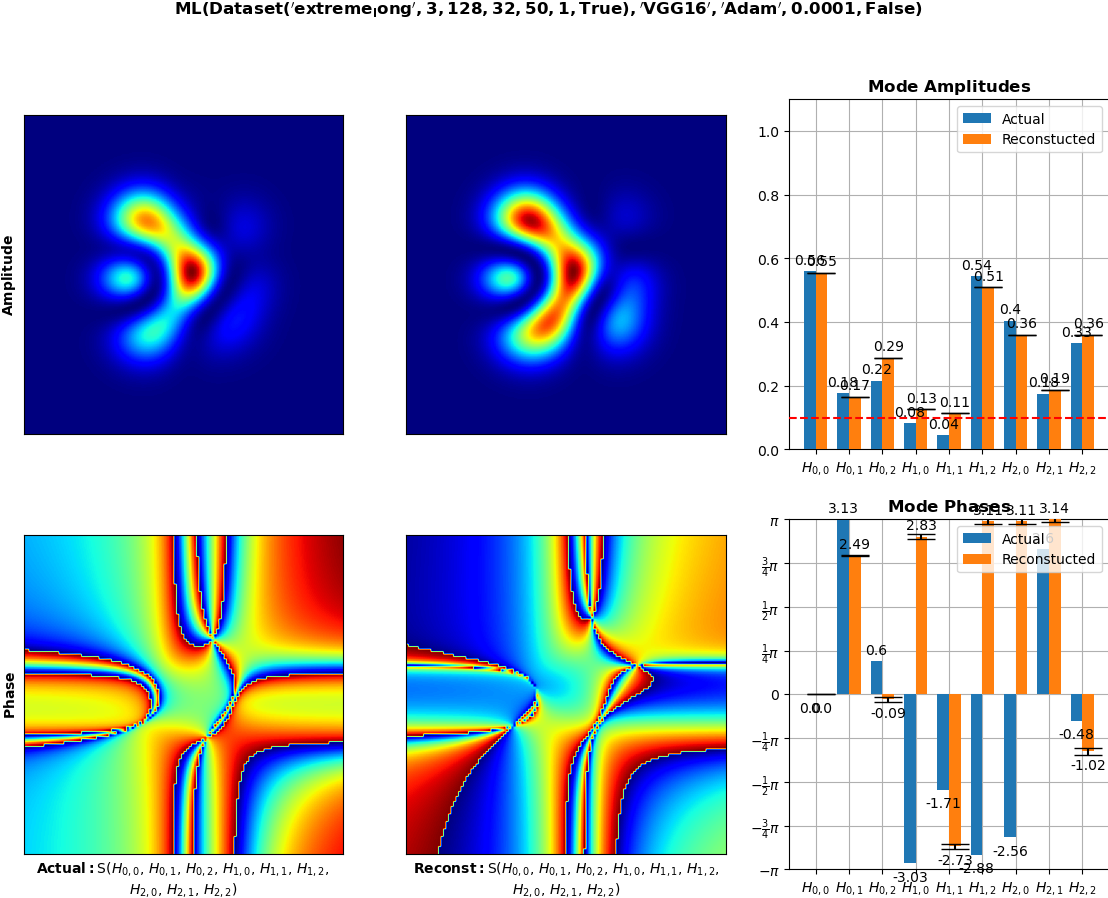 ML(Dataset('extreme_long', 3, 128, 32, 50, 1, True), 'VGG16', 'Adam', 0.0001, False)
Mode Amplitudes
Actual
Reconstucted
1.0
0.8
0.6
0.4
0.2
0.0
0.56
0.55
0.18
0.17
0.22
0.29
0.08
0.13
0.04
0.11
0.54
0.51
0.4
0.36
0.18
0.19
0.33
0.36
H0,0 H0,1 H0,2 H1,0 H1,1 H1,2 H2,0 H2,1 H2,2
Amplitude
Mode Phases
Actual
Reconstucted
π
3/4π
1/2π
1/4π
0
−1/4π
−1/2π
−3/4π
−π
0.0
0.0
3.13
2.49
0.6
-0.09
-3.03
2.83
-1.71
-2.73
-2.88
3.11
-2.56
3.11
3.14
-0.48
-1.02
H0,0 H0,1 H0,2 H1,0 H1,1 H1,2 H2,0 H2,1 H2,2
Phase
Actual: S(H0,0, H0,1, H0,2, H1,0, H1,1, H1,2,
H2,0, H2,1, H2,2)
Reconst: S(H0,0, H0,1, H0,2, H1,0, H1,1, H1,2,
H2,0, H2,1, H2,2)